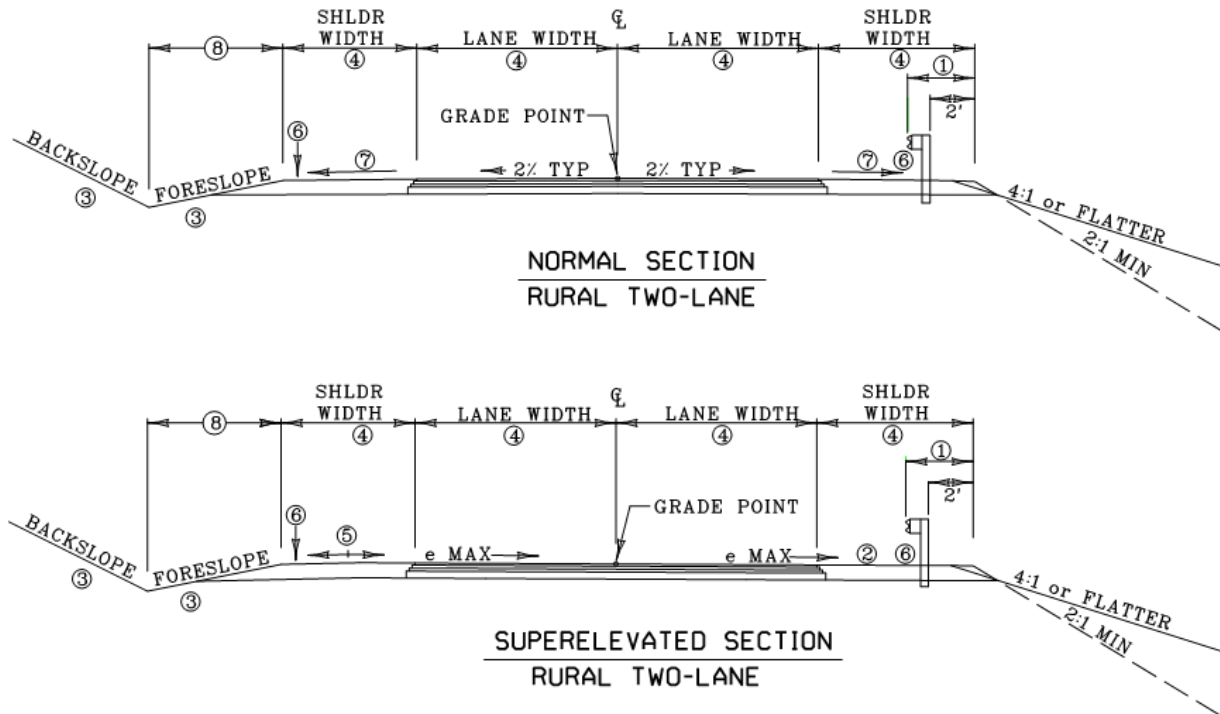 ℄
SHLDR WIDTH LANE WIDTH LANE WIDTH SHLDR WIDTH
⑧ ④ ④ ④ ④
①
2'
GRADE POINT
⑥
BACKSLOPE ③
FORESLOPE ③
⑦ 2% TYP 2% TYP ⑦ ⑥
4:1 or FLATTER
2:1 MIN
NORMAL SECTION
RURAL TWO-LANE
℄
SHLDR WIDTH LANE WIDTH LANE WIDTH SHLDR WIDTH
⑧ ④ ④ ④ ④
①
2'
GRADE POINT
⑥
BACKSLOPE ③
FORESLOPE ③
⑤ e MAX e MAX ② ⑥
4:1 or FLATTER
2:1 MIN
SUPERELEVATED SECTION
RURAL TWO-LANE